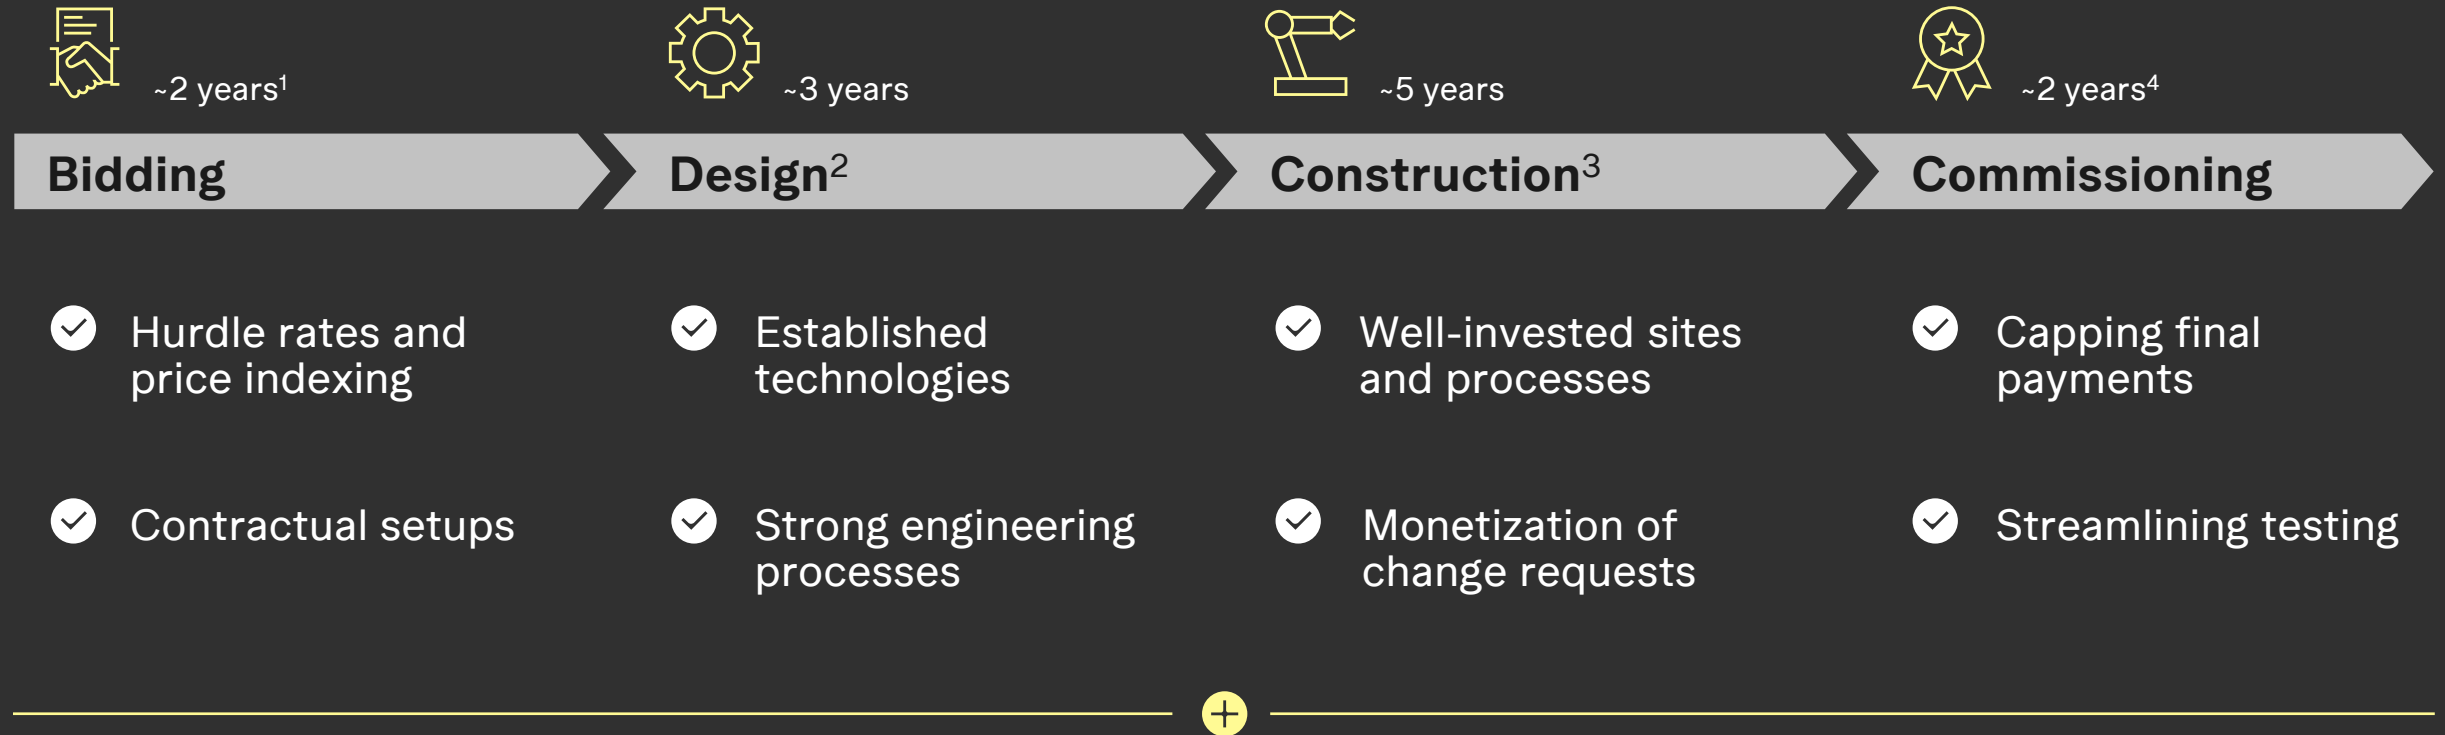 ~2 years¹
~3 years
~5 years
~2 years⁴
Bidding
Design²
Construction³
Commissioning
Hurdle rates and
price indexing
Contractual setups
Established
technologies
Strong engineering
processes
Well-invested sites
and processes
Monetization of
change requests
Capping final
payments
Streamlining testing